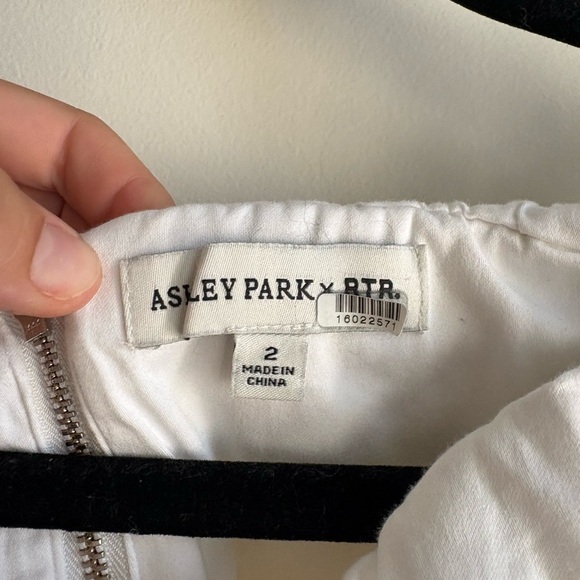 ASLEY PARK x RTR.
16022571
2
MADE IN
CHINA